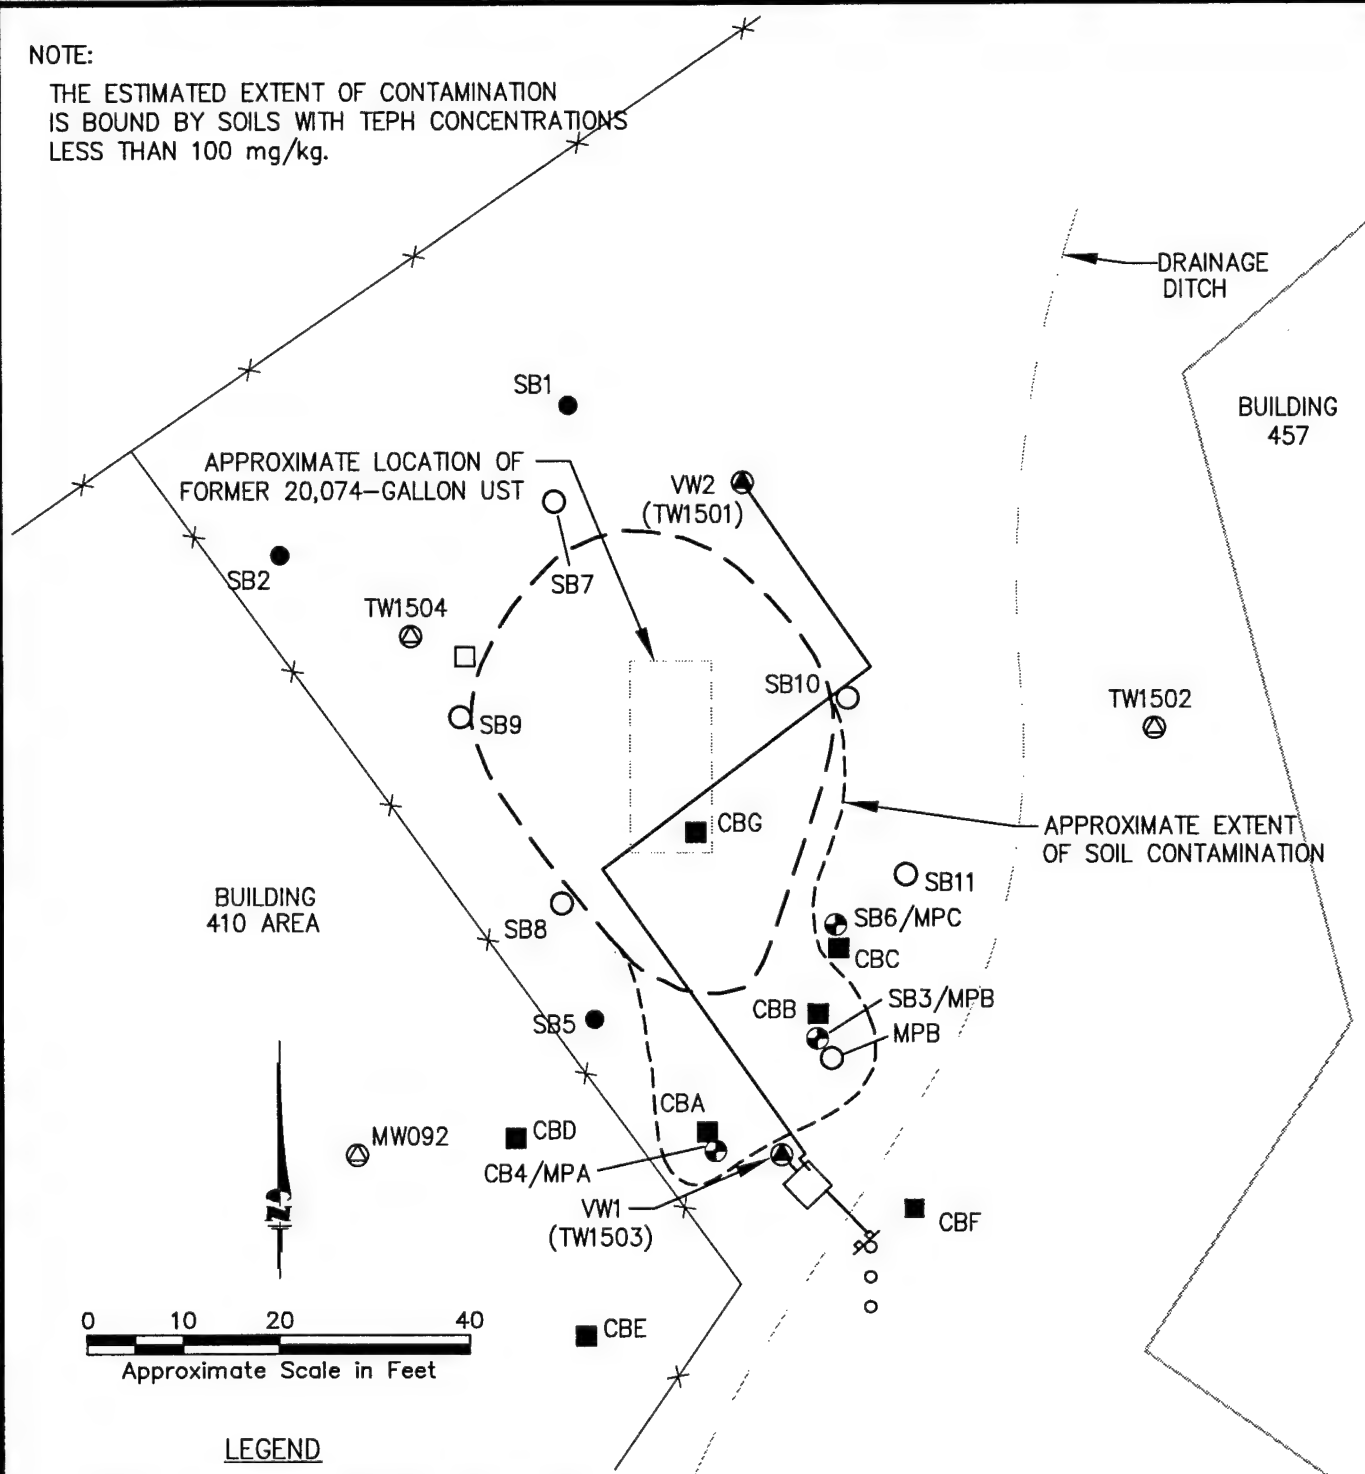 NOTE:
THE ESTIMATED EXTENT OF CONTAMINATION
IS BOUND BY SOILS WITH TEPH CONCENTRATIONS
LESS THAN 100 mg/kg.
DRAINAGE
DITCH
SB1
BUILDING
457
APPROXIMATE LOCATION OF
FORMER 20,074-GALLON UST
VW2
(TW1501)
SB2
SB7
TW1504
SB10
TW1502
SB9
CBG
APPROXIMATE EXTENT
OF SOIL CONTAMINATION
SB11
BUILDING
410 AREA
SB8
SB6/MPC
CBC
SB3/MPB
CBB
SB5
MPB
CBA
CBD
MW092
CB4/MPA
VW1
(TW1503)
CBF
N
0 10 20 40
Approximate Scale in Feet
CBE
LEGEND